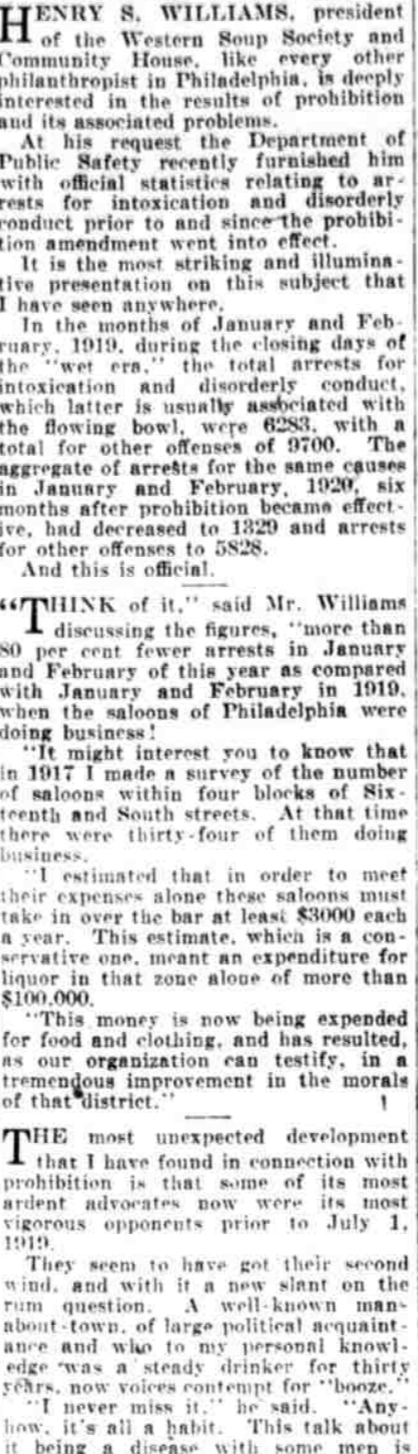 HENRY S. WILLIAMS, president
of the Western Soup Society and
Community House, like every other
philanthropist in Philadelphia, is deeply
interested in the results of prohibition
and its associated problems.
At his request the Department of
Public Safety recently furnished him
with official statistics relating to ar-
rests for intoxication and disorderly
conduct prior to and since the prohibi-
tion amendment went into effect.
It is the most striking and illumina-
tive presentation on this subject that
I have seen anywhere.
In the months of January and Feb-
ruary, 1919, during the closing days of
the "wet era," the total arrests for
intoxication and disorderly conduct,
which latter is usually associated with
the flowing bowl, were 6283, with a
total for other offenses of 9700. The
aggregate of arrests for the same causes
in January and February, 1920, six
months after prohibition became effect-
ive, had decreased to 1329 and arrests
for other offenses to 5828.
And this is official.
"THINK of it," said Mr. Williams
discussing the figures, "more than
80 per cent fewer arrests in January
and February of this year as compared
with January and February in 1919,
when the saloons of Philadelphia were
doing business!
"It might interest you to know that
in 1917 I made a survey of the number
of saloons within four blocks of Six-
teenth and South streets. At that time
there were thirty-four of them doing
business.
"I estimated that in order to meet
their expenses alone these saloons must
take in over the bar at least $3000 each
a year. This estimate, which is a con-
servative one, meant an expenditure for
liquor in that zone alone of more than
$100,000.
"This money is now being expended
for food and clothing, and has resulted,
as our organization can testify, in a
tremendous improvement in the morals
of that district."
THE most unexpected development
that I have found in connection with
prohibition is that some of its most
ardent advocates now were its most
vigorous opponents prior to July 1,
1919.
They seem to have got their second
wind, and with it a new slant on the
rum question. A well-known man-
about-town, of large political acquaint-
ance and who to my personal knowl-
edge was a steady drinker for thirty
years, now voices contempt for "booze."
"I never miss it," he said. "Any-
how, it's all a habit. This talk about
it being a disease with some men is